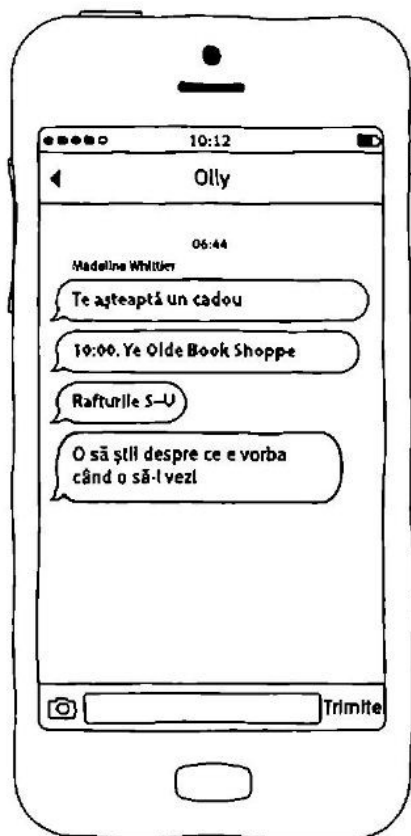 10:12
Olly
06:44
Madeline Whittier
Te așteaptă un cadou
10:00. Ye Olde Book Shoppe
Rafturile S–U
O să știi despre ce e vorba
când o să-l vezi
Trimite